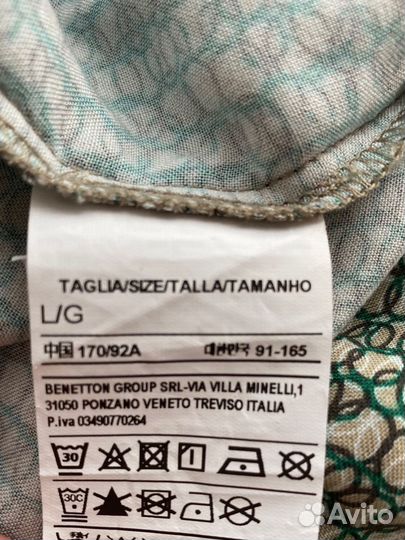 TAGLIA/SIZE/TALLA/TAMANHO
L/G
中国 170/92A 대한민국 91-165
BENETTON GROUP SRL-VIA VILLA MINELLI,1
31050 PONZANO VENETO TREVISO ITALIA
P.iva 03490770264
30
30C
Avito